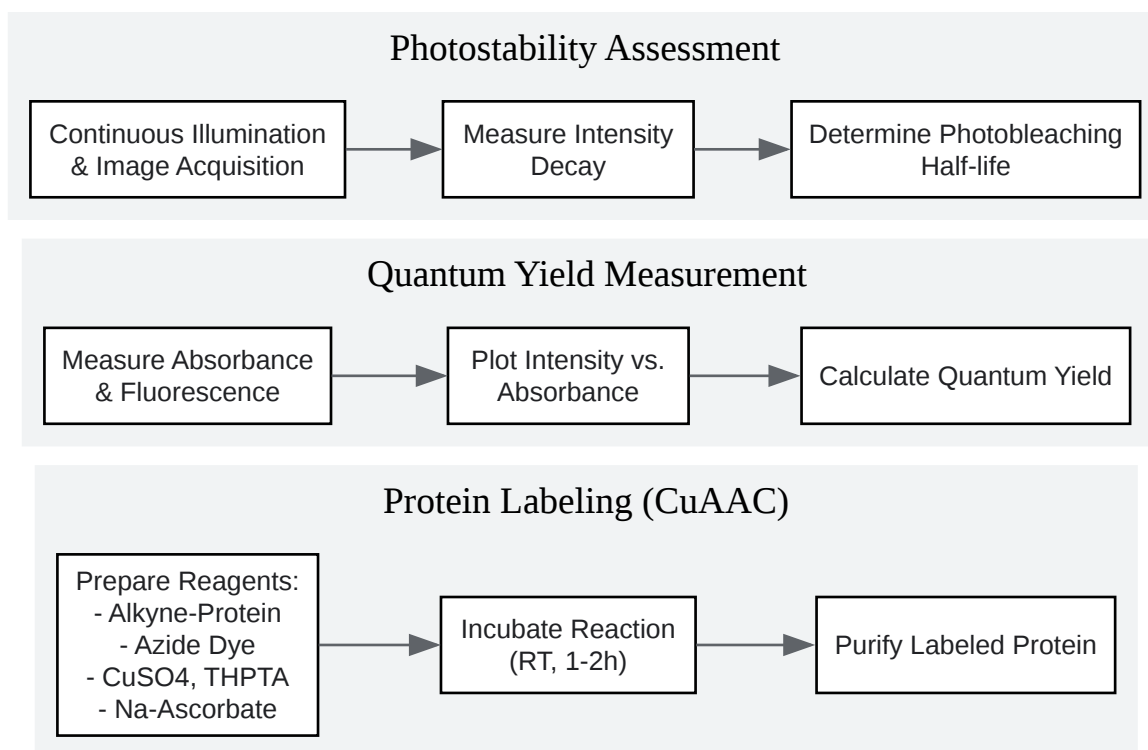 Photostability Assessment
Continuous Illumination
& Image Acquisition
Measure Intensity
Decay
Determine Photobleaching
Half-life
Quantum Yield Measurement
Measure Absorbance
& Fluorescence
Plot Intensity vs.
Absorbance
Calculate Quantum Yield
Protein Labeling (CuAAC)
Prepare Reagents:
- Alkyne-Protein
- Azide Dye
- CuSO4, THPTA
- Na-Ascorbate
Incubate Reaction
(RT, 1-2h)
Purify Labeled Protein